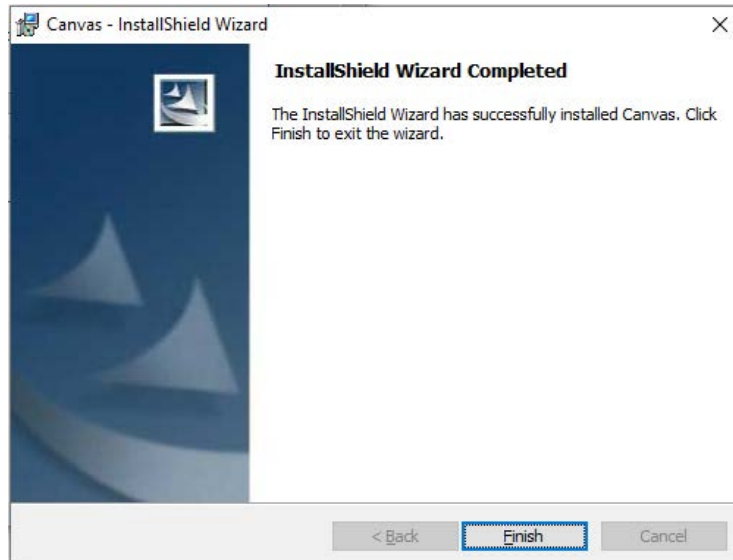 Canvas - InstallShield Wizard
InstallShield Wizard Completed
The InstallShield Wizard has successfully installed Canvas. Click
Finish to exit the wizard.
< Back
Finish
Cancel